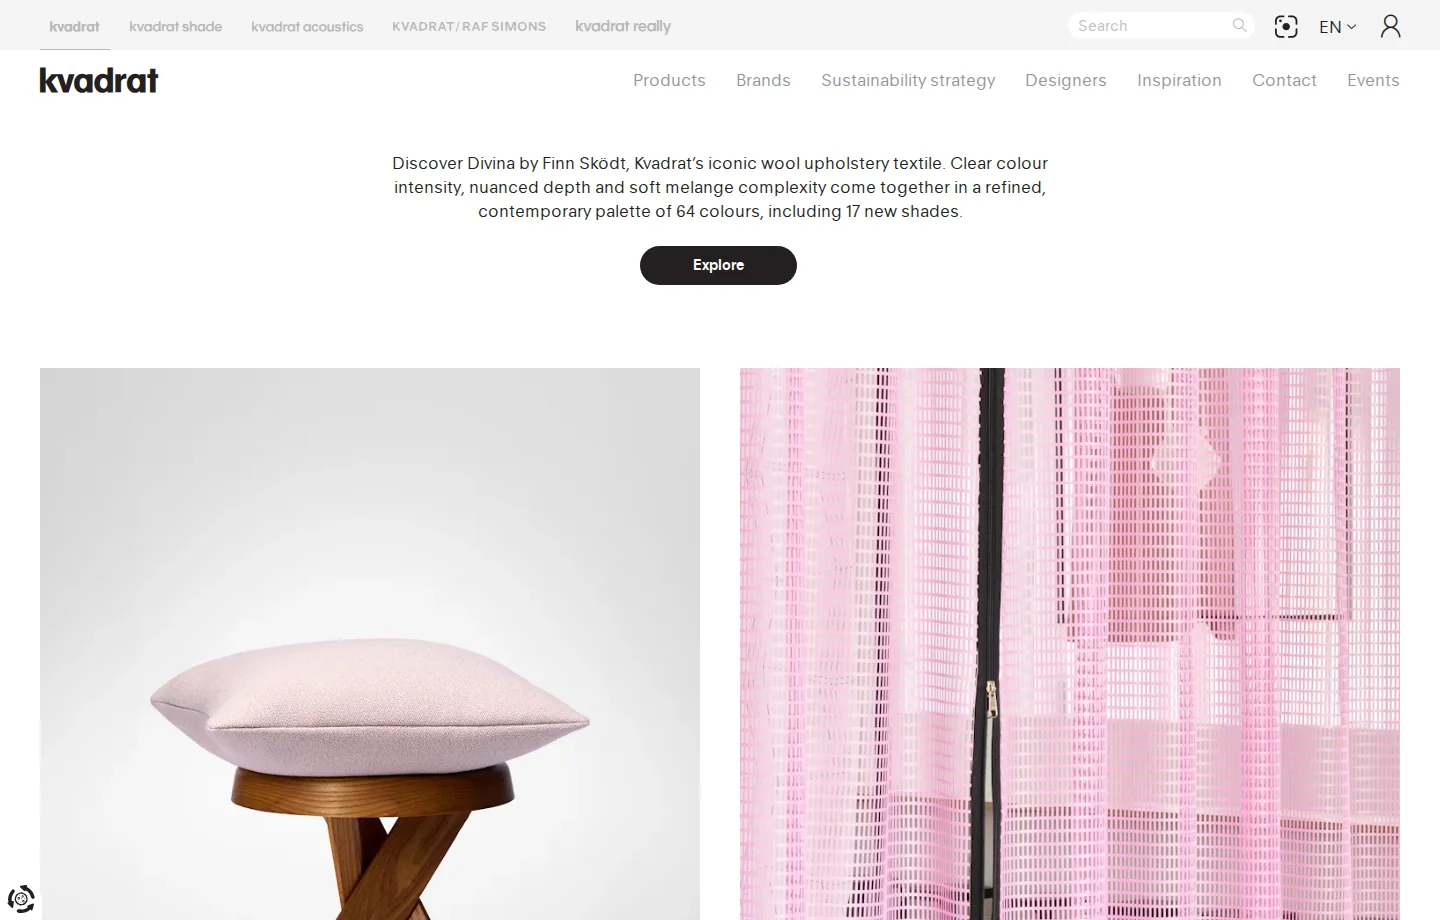 kvadrat
kvadrat shade
kvadrat acoustics
KVADRAT/RAF SIMONS
kvadrat really
Search
EN
kvadrat
Products
Brands
Sustainability strategy
Designers
Inspiration
Contact
Events
Discover Divina by Finn Sködt, Kvadrat’s iconic wool upholstery textile. Clear colour
intensity, nuanced depth and soft melange complexity come together in a refined,
contemporary palette of 64 colours, including 17 new shades.
Explore